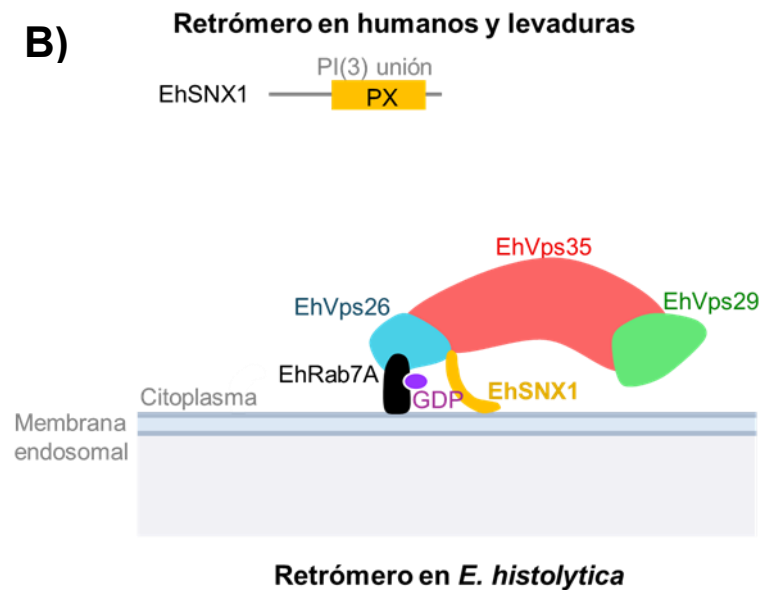 Retrómero en humanos y levaduras
B)
PI(3) unión
EhSNX1
PX
EhVps35
EhVps26
EhVps29
EhRab7A
GDP
EhSNX1
Citoplasma
Membrana
endosomal
Retrómero en E. histolytica